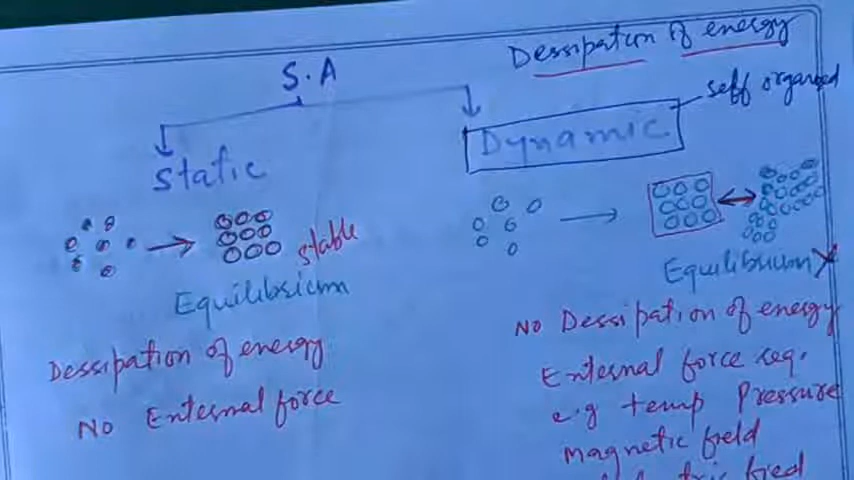 Dessipation of energy
S.A
self organised
Static
Dynamic
stable
Equilibrium
Equilibrium
Dessipation of energy
NO External force
NO Dessipation of energy
External force req.
e.g temp Pressure
Magnetic field